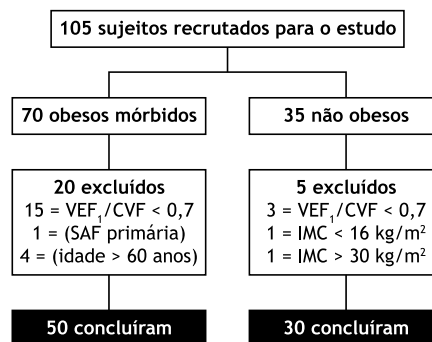 105 sujeitos recrutados para o estudo
70 obesos mórbidos
35 não obesos
20 excluídos
15 = VEF₁/CVF < 0,7
1 = (SAF primária)
4 = (idade > 60 anos)
5 excluídos
3 = VEF₁/CVF < 0,7
1 = IMC < 16 kg/m²
1 = IMC > 30 kg/m²
50 concluíram
30 concluíram